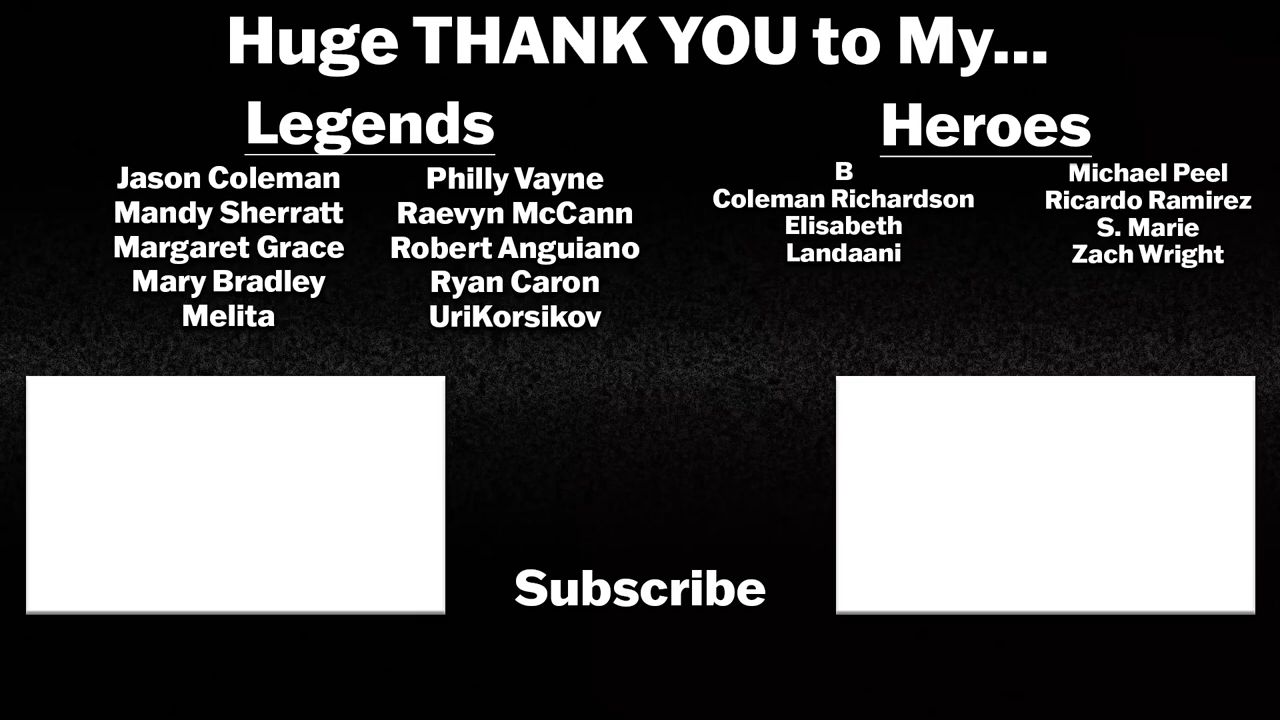 Huge THANK YOU to My...
Legends
Jason Coleman
Mandy Sherratt
Margaret Grace
Mary Bradley
Melita
Philly Vayne
Raevyn McCann
Robert Anguiano
Ryan Caron
UriKorsikov
Heroes
B
Coleman Richardson
Elisabeth
Landaani
Michael Peel
Ricardo Ramirez
S. Marie
Zach Wright
Subscribe